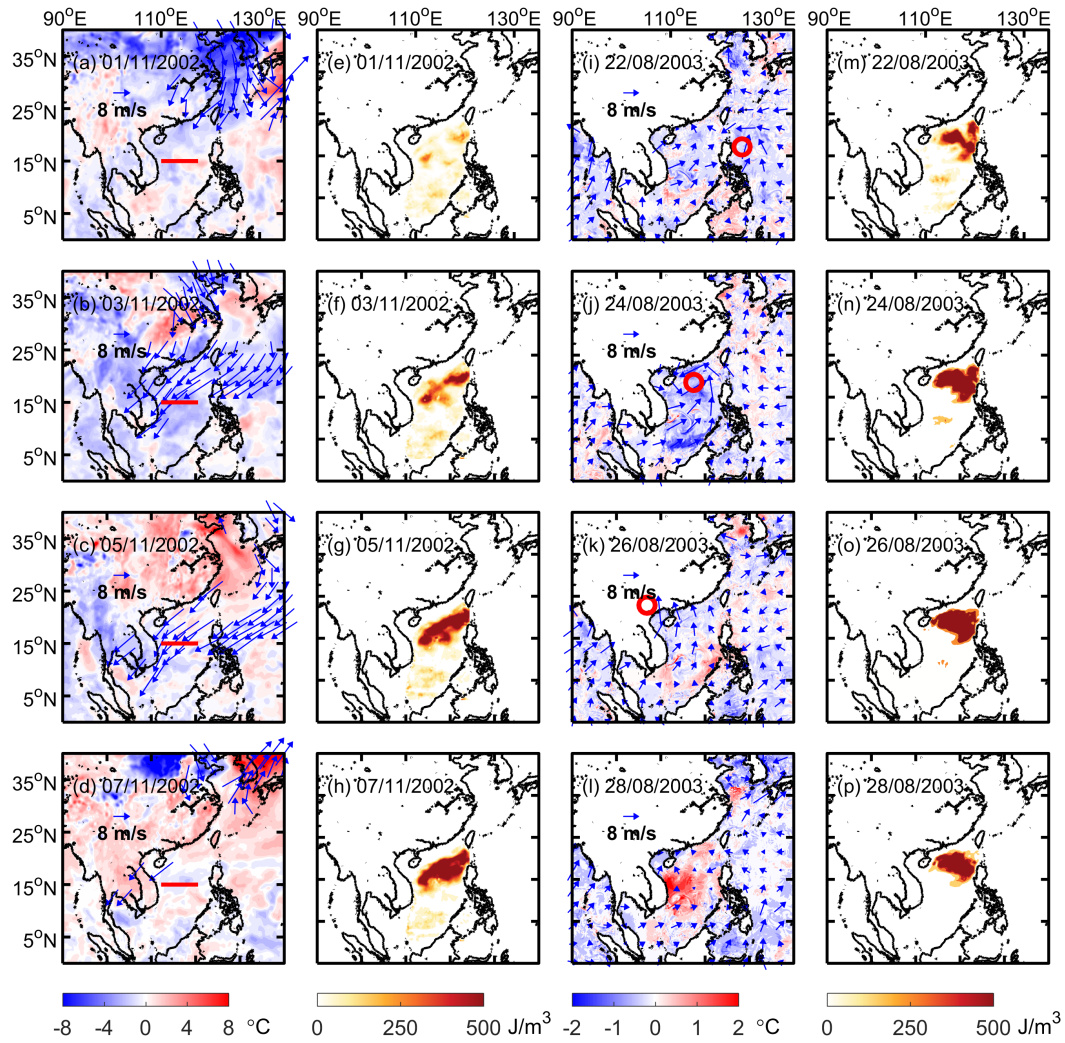 90°E 110°E 130°E 90°E 110°E 130°E 90°E 110°E 130°E 90°E 110°E 130°E
35°N (a) 01/11/2002 (e) 01/11/2002 (i) 22/08/2003 (m) 22/08/2003
25°N 8 m/s 8 m/s
15°N
5°N
35°N (b) 03/11/2002 (f) 03/11/2002 (j) 24/08/2003 (n) 24/08/2003
25°N 8 m/s 8 m/s
15°N
5°N
35°N (c) 05/11/2002 (g) 05/11/2002 (k) 26/08/2003 (o) 26/08/2003
25°N 8 m/s 8 m/s
15°N
5°N
35°N (d) 07/11/2002 (h) 07/11/2002 (l) 28/08/2003 (p) 28/08/2003
25°N 8 m/s 8 m/s
15°N
5°N
-8 -4 0 4 8 °C 0 250 500 J/m³ -2 -1 0 1 2 °C 0 250 500 J/m³